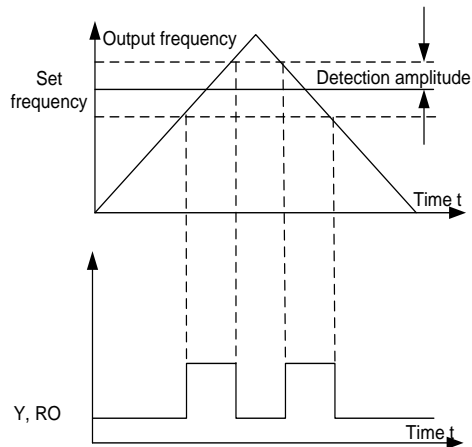 Output frequency
Set
frequency
Detection amplitude
Time t
Y, RO
Time t